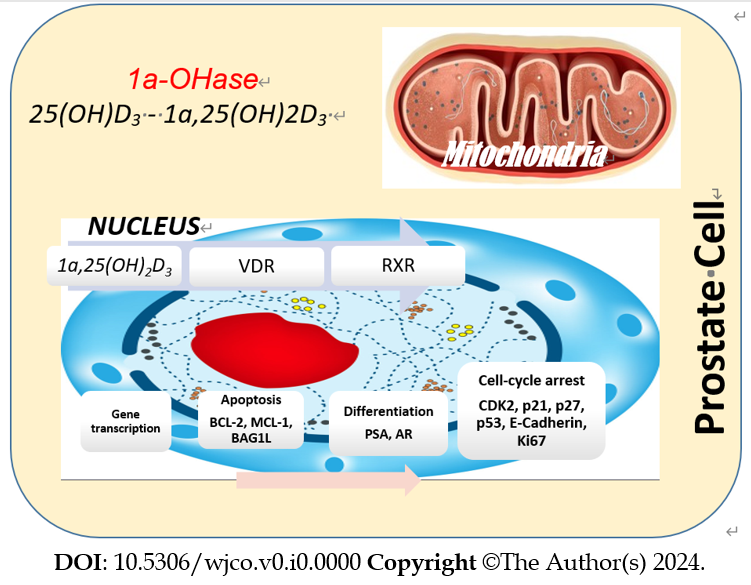 1a-OHase
25(OH)D₃--1a,25(OH)2D₃
Mitochondria
NUCLEUS
1a,25(OH)₂D₃
VDR
RXR
Prostate Cell
Gene
transcription
Apoptosis
BCL-2, MCL-1,
BAG1L
Differentiation
PSA, AR
Cell-cycle arrest
CDK2, p21, p27,
p53, E-Cadherin,
Ki67
DOI: 10.5306/wjco.v0.i0.0000 Copyright ©The Author(s) 2024.